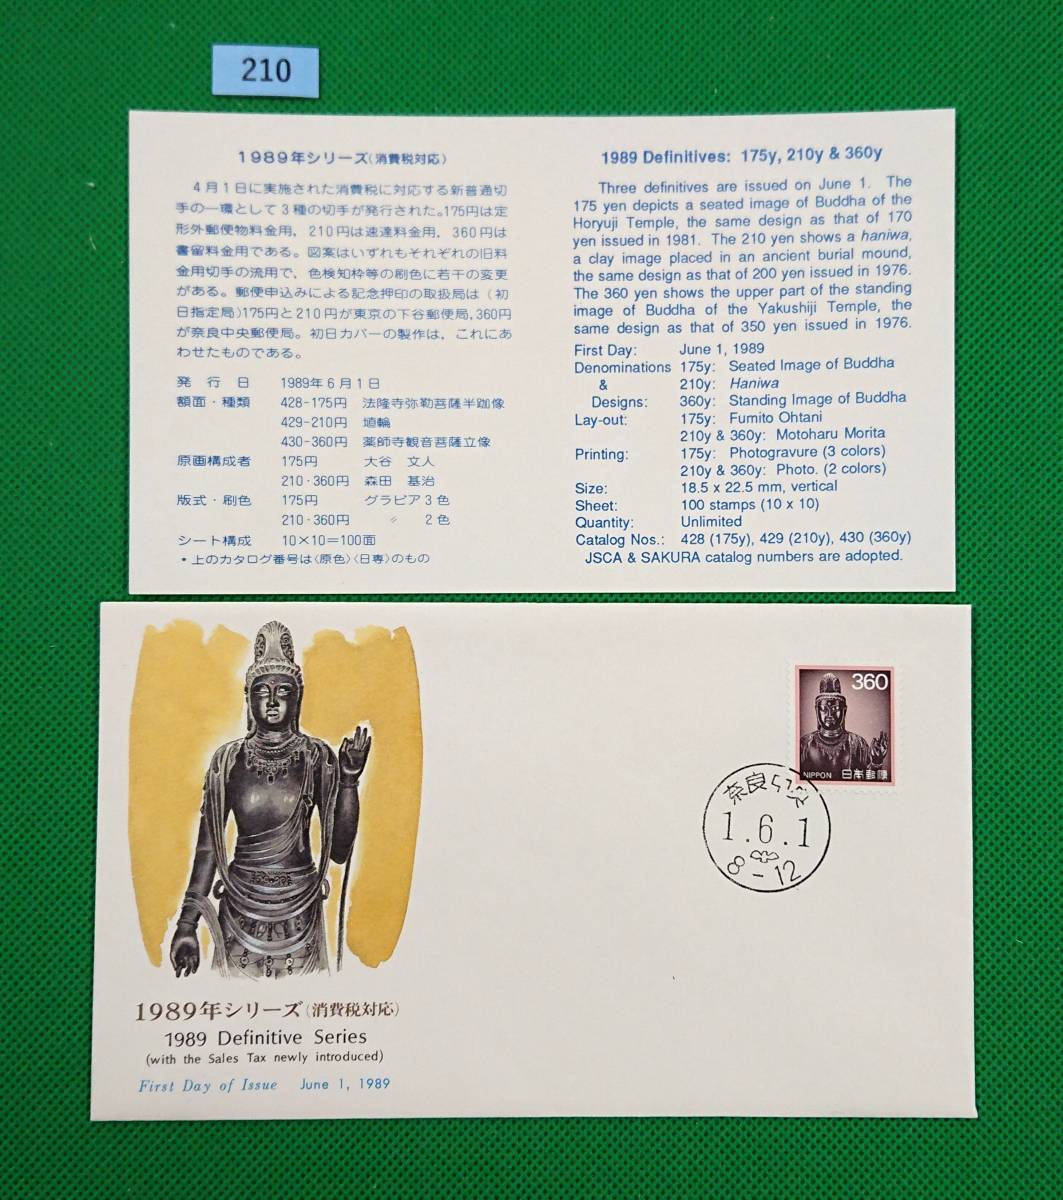 210
1989年シリーズ(消費税対応)
4月1日に実施された消費税に対応する新普通切
手の一環として3種の切手が発行された。175円は定
形外郵便物料金用，210円は速達料金用，360円は
書留料金用である。図案はいずれもそれぞれの旧料
金用切手の流用で、色検知枠等の刷色に若干の変更
がある。郵便申込みによる記念押印の取扱局は(初
日指定局)175円と210円が東京の下谷郵便局，360円
が奈良中央郵便局。初日カバーの製作は，これにあ
わせたものである。
発行日 1989年6月1日
額面・種類 428-175円 法隆寺弥勒菩薩半跏像
429-210円 埴輪
430-360円 薬師寺観音菩薩立像
原画構成者 175円 大谷 文人
210・360円 森田 基治
版式・刷色 175円 グラビア3色
210・360円 〃 2色
シート構成 10×10=100面
*上のカタログ番号は〈原色〉〈日専〉のもの
1989 Definitives: 175y, 210y & 360y
Three definitives are issued on June 1. The
175 yen depicts a seated image of Buddha of the
Horyuji Temple, the same design as that of 170
yen issued in 1981. The 210 yen shows a haniwa,
a clay image placed in an ancient burial mound,
the same design as that of 200 yen issued in 1976.
The 360 yen shows the upper part of the standing
image of Buddha of the Yakushiji Temple, the
same design as that of 350 yen issued in 1976.
First Day: June 1, 1989
Denominations 175y: Seated Image of Buddha
& 210y: Haniwa
Designs: 360y: Standing Image of Buddha
Lay-out: 175y: Fumito Ohtani
210y & 360y: Motoharu Morita
Printing: 175y: Photogravure (3 colors)
210y & 360y: Photo. (2 colors)
Size: 18.5 x 22.5 mm, vertical
Sheet: 100 stamps (10 x 10)
Quantity: Unlimited
Catalog Nos.: 428 (175y), 429 (210y), 430 (360y)
JSCA & SAKURA catalog numbers are adopted.
360
NIPPON 日本郵便
奈良中央
1.6.1
8-12
1989年シリーズ(消費税対応)
1989 Definitive Series
(with the Sales Tax newly introduced)
First Day of Issue June 1, 1989